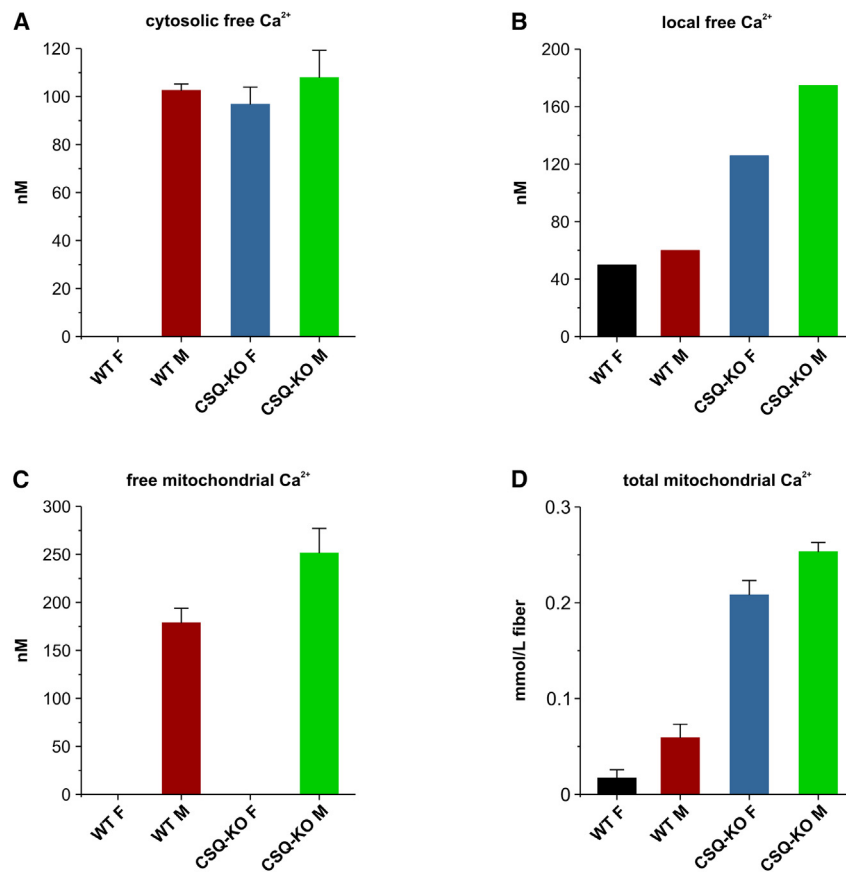 A
cytosolic free Ca²⁺
120
100
80
60
40
20
0
nM
WT F
WT M
CSQ-KO F
CSQ-KO M
B
local free Ca²⁺
200
160
120
80
40
0
nM
WT F
WT M
CSQ-KO F
CSQ-KO M
C
free mitochondrial Ca²⁺
300
250
200
150
100
50
0
nM
WT F
WT M
CSQ-KO F
CSQ-KO M
D
total mitochondrial Ca²⁺
0.3
0.2
0.1
0
mmol/L fiber
WT F
WT M
CSQ-KO F
CSQ-KO M